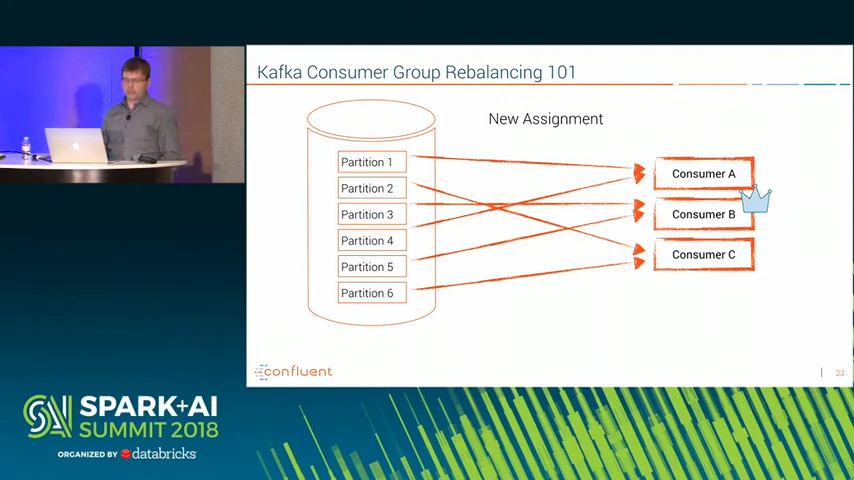 Kafka Consumer Group Rebalancing 101
New Assignment
Partition 1
Partition 2
Partition 3
Partition 4
Partition 5
Partition 6
Consumer A
Consumer B
Consumer C
confluent
23
SPARK+AI
SUMMIT 2018
ORGANIZED BY databricks